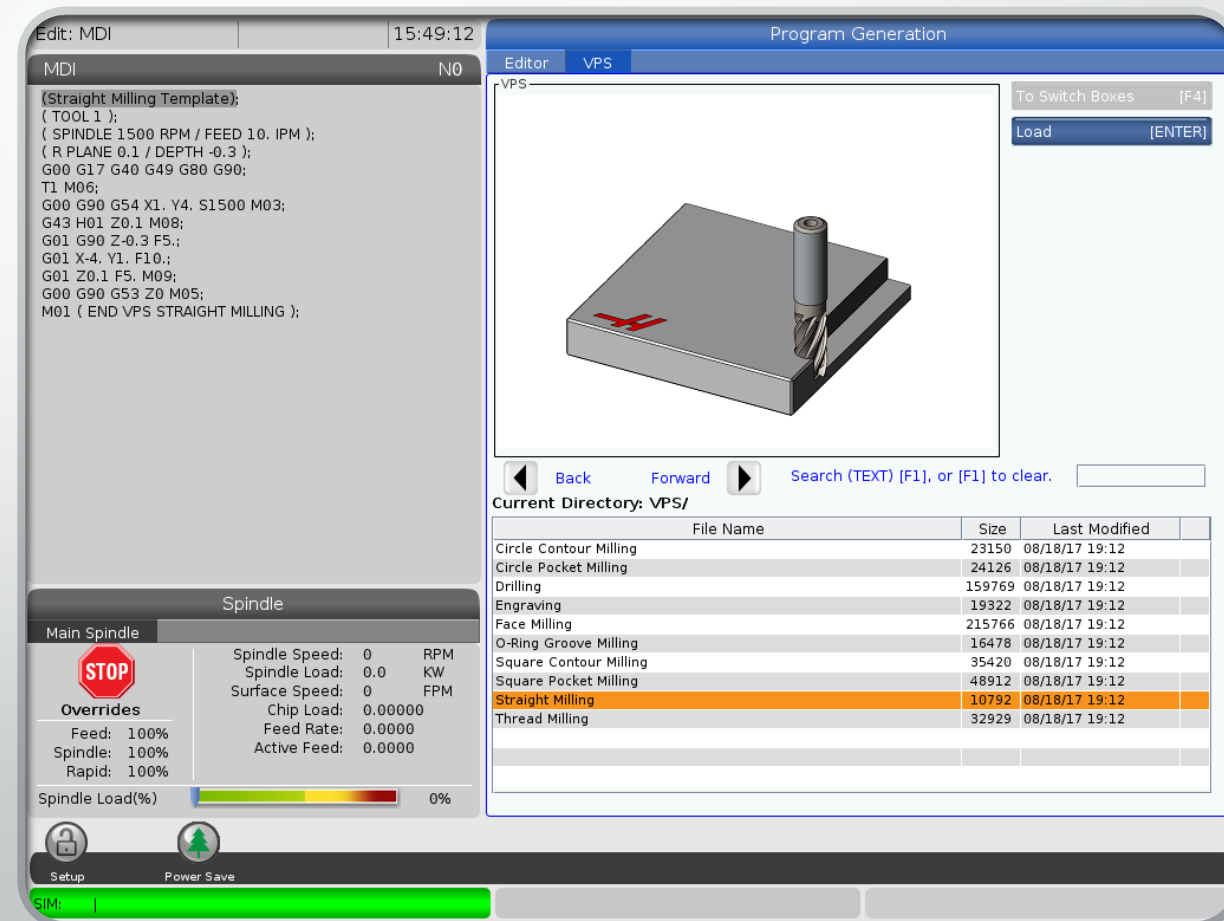 Edit: MDI 15:49:12
MDI N0
(Straight Milling Template);
( TOOL 1 );
( SPINDLE 1500 RPM / FEED 10. IPM );
( R PLANE 0.1 / DEPTH -0.3 );
G00 G17 G40 G49 G80 G90;
T1 M06;
G00 G90 G54 X1. Y4. S1500 M03;
G43 H01 Z0.1 M08;
G01 G90 Z-0.3 F5.;
G01 X-4. Y1. F10.;
G01 Z0.1 F5. M09;
G00 G90 G53 Z0 M05;
M01 ( END VPS STRAIGHT MILLING );
Spindle
Main Spindle
STOP
Overrides
Feed: 100%
Spindle: 100%
Rapid: 100%
Spindle Speed: 0 RPM
Spindle Load: 0.0 KW
Surface Speed: 0 FPM
Chip Load: 0.00000
Feed Rate: 0.0000
Active Feed: 0.0000
Spindle Load(%) 0%
Program Generation
Editor VPS
VPS
To Switch Boxes [F4]
Load [ENTER]
Back Forward Search (TEXT) [F1], or [F1] to clear.
Current Directory: VPS/
File Name Size Last Modified
Circle Contour Milling 23150 08/18/17 19:12
Circle Pocket Milling 24126 08/18/17 19:12
Drilling 159769 08/18/17 19:12
Engraving 19322 08/18/17 19:12
Face Milling 215766 08/18/17 19:12
O-Ring Groove Milling 16478 08/18/17 19:12
Square Contour Milling 35420 08/18/17 19:12
Square Pocket Milling 48912 08/18/17 19:12
Straight Milling 10792 08/18/17 19:12
Thread Milling 32929 08/18/17 19:12
Setup Power Save
SIM: |